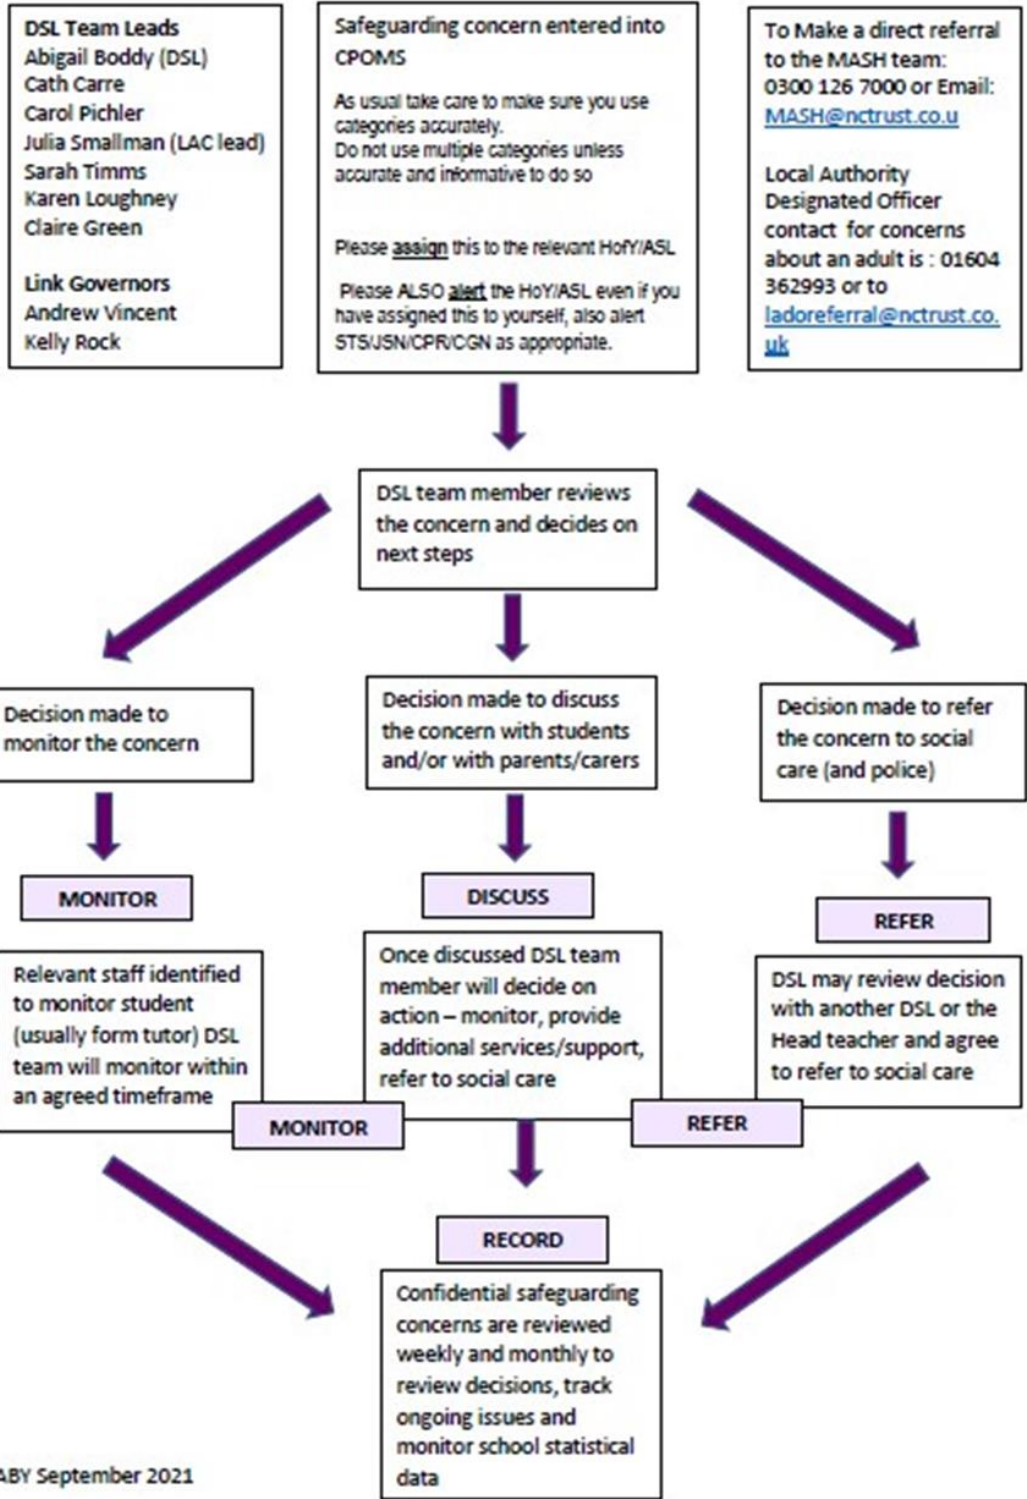 DSL Team Leads
Abigail Boddy (DSL)
Cath Carre
Carol Pichler
Julia Smallman (LAC lead)
Sarah Timms
Karen Loughney
Claire Green
Link Governors
Andrew Vincent
Kelly Rock
Safeguarding concern entered into
CPOMS
As usual take care to make sure you use
categories accurately.
Do not use multiple categories unless
accurate and informative to do so
Please assign this to the relevant HofY/ASL
Please ALSO alert the HoY/ASL even if you
have assigned this to yourself, also alert
STS/JSN/CPR/CGN as appropriate.
To Make a direct referral
to the MASH team:
0300 126 7000 or Email:
MASH@nctrust.co.u
Local Authority
Designated Officer
contact for concerns
about an adult is : 01604
362993 or to
ladoreferral@nctrust.co.
uk
DSL team member reviews
the concern and decides on
next steps
Decision made to
monitor the concern
Decision made to discuss
the concern with students
and/or with parents/carers
Decision made to refer
the concern to social
care (and police)
MONITOR
DISCUSS
REFER
Relevant staff identified
to monitor student
(usually form tutor) DSL
team will monitor within
an agreed timeframe
Once discussed DSL team
member will decide on
action – monitor, provide
additional services/support,
refer to social care
DSL may review decision
with another DSL or the
Head teacher and agree
to refer to social care
MONITOR
REFER
RECORD
Confidential safeguarding
concerns are reviewed
weekly and monthly to
review decisions, track
ongoing issues and
monitor school statistical
data
ABY September 2021